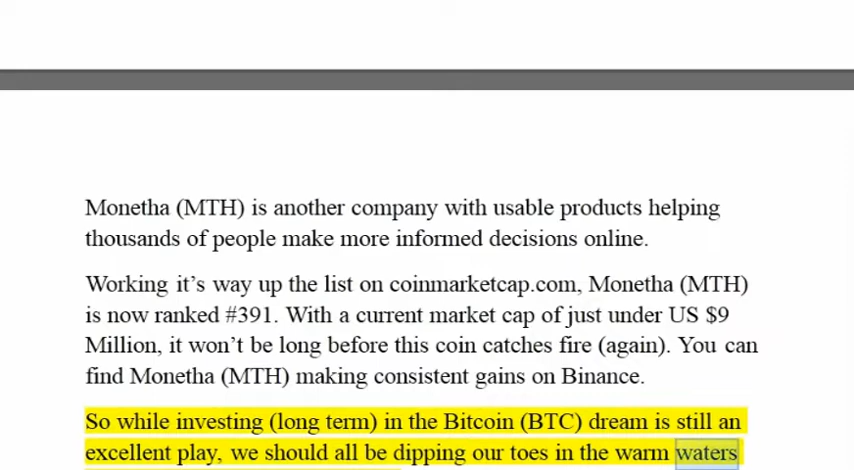 Monetha (MTH) is another company with usable products helping
thousands of people make more informed decisions online.
Working it’s way up the list on coinmarketcap.com, Monetha (MTH)
is now ranked #391. With a current market cap of just under US $9
Million, it won’t be long before this coin catches fire (again). You can
find Monetha (MTH) making consistent gains on Binance.
So while investing (long term) in the Bitcoin (BTC) dream is still an
excellent play, we should all be dipping our toes in the warm waters